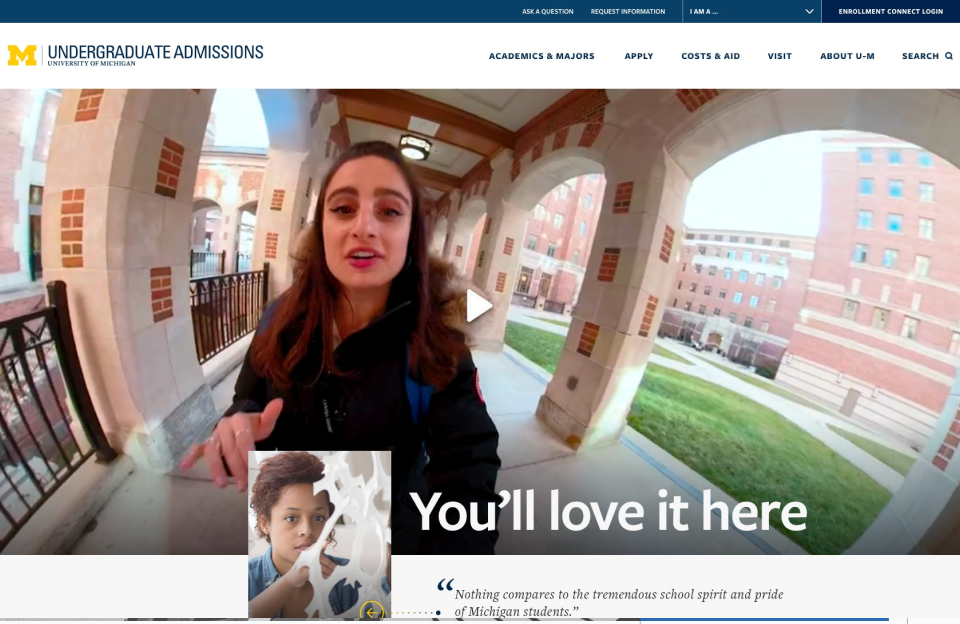 ASK A QUESTION REQUEST INFORMATION I AM A ... ENROLLMENT CONNECT LOGIN
M UNDERGRADUATE ADMISSIONS
UNIVERSITY OF MICHIGAN
ACADEMICS & MAJORS APPLY COSTS & AID VISIT ABOUT U-M SEARCH
You’ll love it here
“Nothing compares to the tremendous school spirit and pride
of Michigan students.”